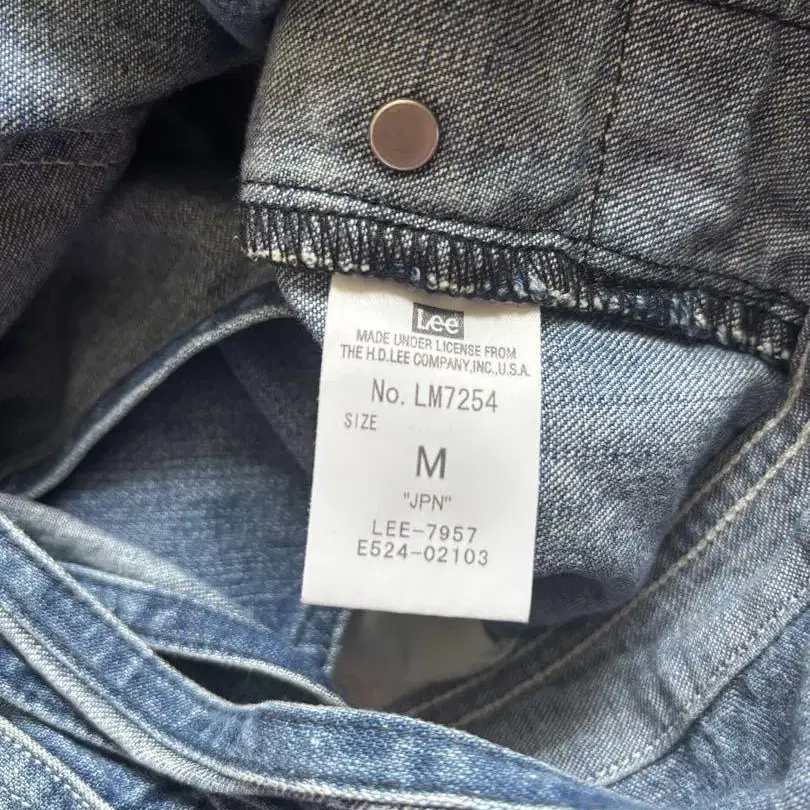 Lee
MADE UNDER LICENSE FROM
THE H.D.LEE COMPANY,INC.,U.S.A.
No. LM7254
SIZE
M
"JPN"
LEE-7957
E524-02103